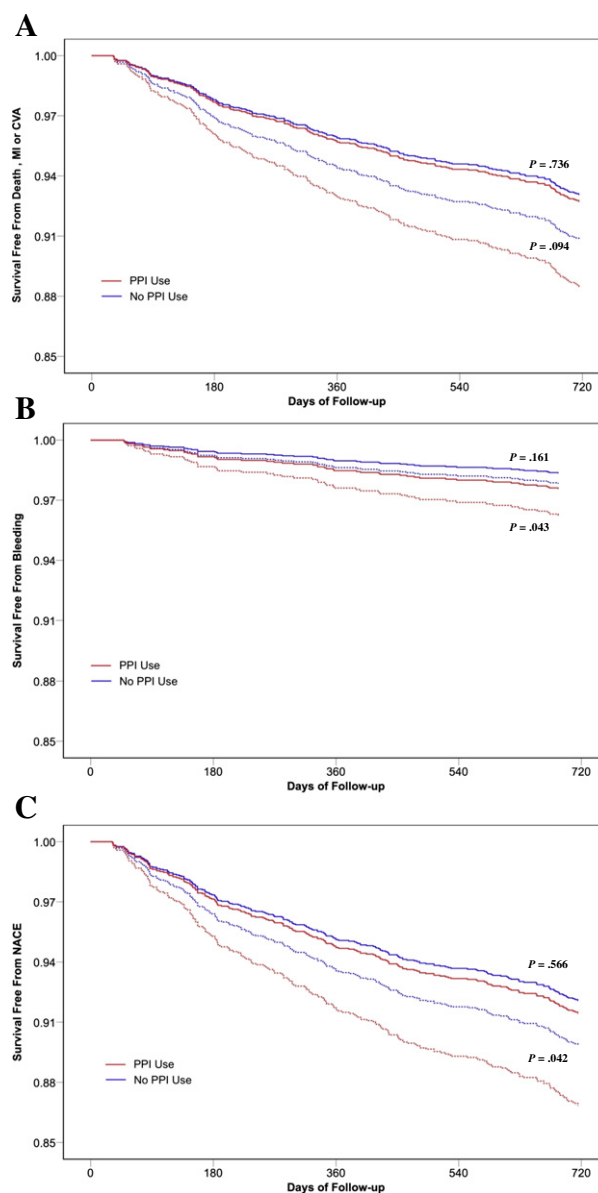 A
1.00
0.97
0.94
0.91
0.88
0.85
Survival Free From Death , MI or CVA
P = .736
P = .094
PPI Use
No PPI Use
0 180 360 540 720
Days of Follow-up
B
1.00
0.97
0.94
0.91
0.88
0.85
Survival Free From Bleeding
P = .161
P = .043
PPI Use
No PPI Use
0 180 360 540 720
Days of Follow-up
C
1.00
0.97
0.94
0.91
0.88
0.85
Survival Free From NACE
P = .566
P = .042
PPI Use
No PPI Use
0 180 360 540 720
Days of Follow-up